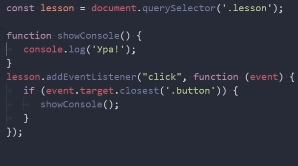 const lesson = document.querySelector('.lesson');
function showConsole() {
console.log('Ура!');
}
lesson.addEventListener("click", function (event) {
if (event.target.closest('.button')) {
showConsole();
}
});